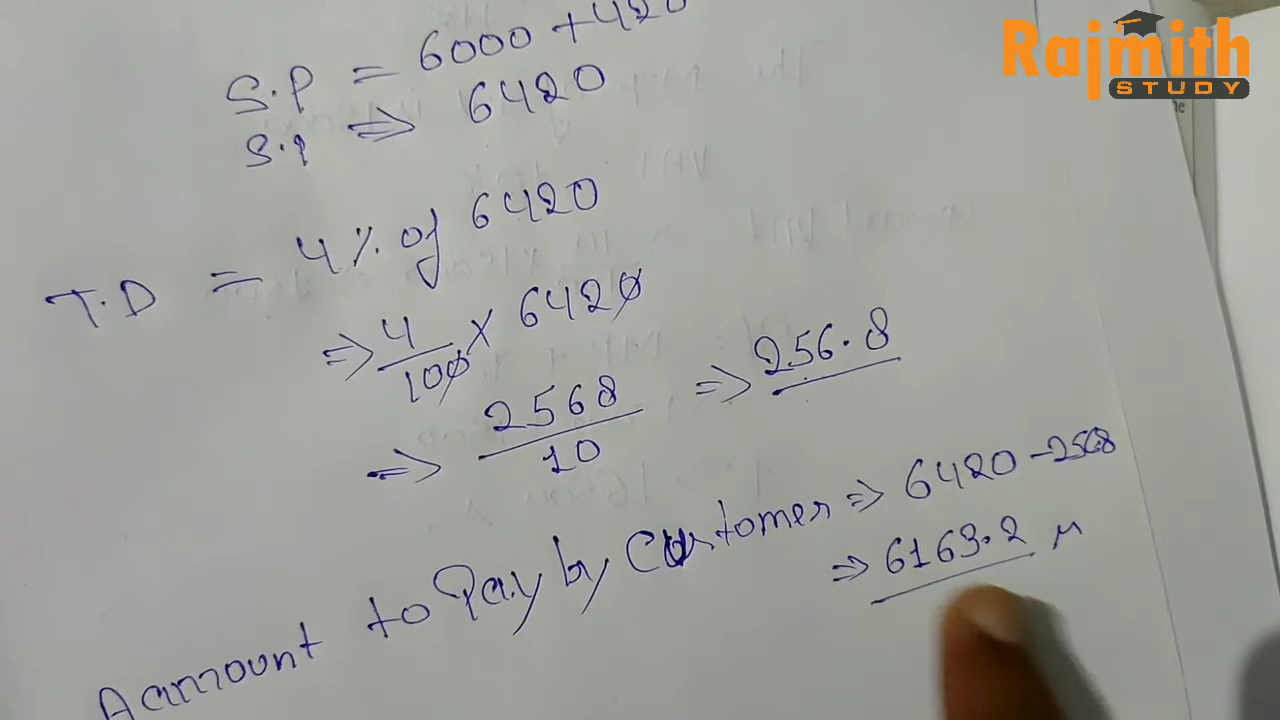 Rajmith
STUDY
S.P = 6000 + 420
S.P ⇒ 6420
T.D = 4% of 6420
⇒ 4/100 × 6420
⇒ 2568/10 ⇒ 256.8
Aamount to Pay by Customer ⇒ 6420 - 256.8
⇒ 6163.2